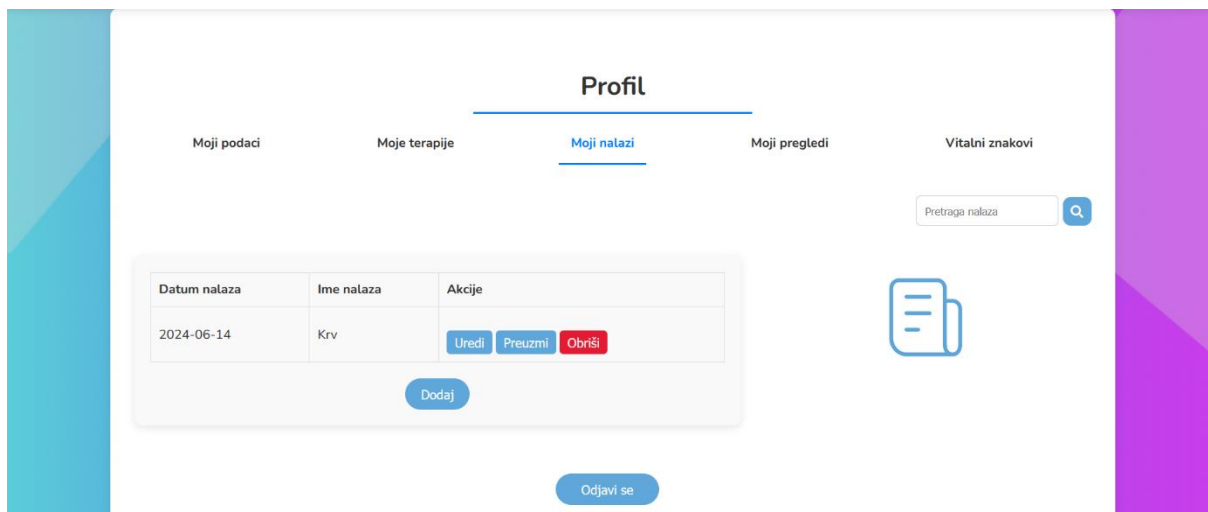 Profil
Moji podaci Moje terapije Moji nalazi Moji pregledi Vitalni znakovi
Pretraga nalaza
Datum nalaza Ime nalaza Akcije
2024-06-14 Krv Uredi Preuzmi Obriši
Dodaj
Odjavi se